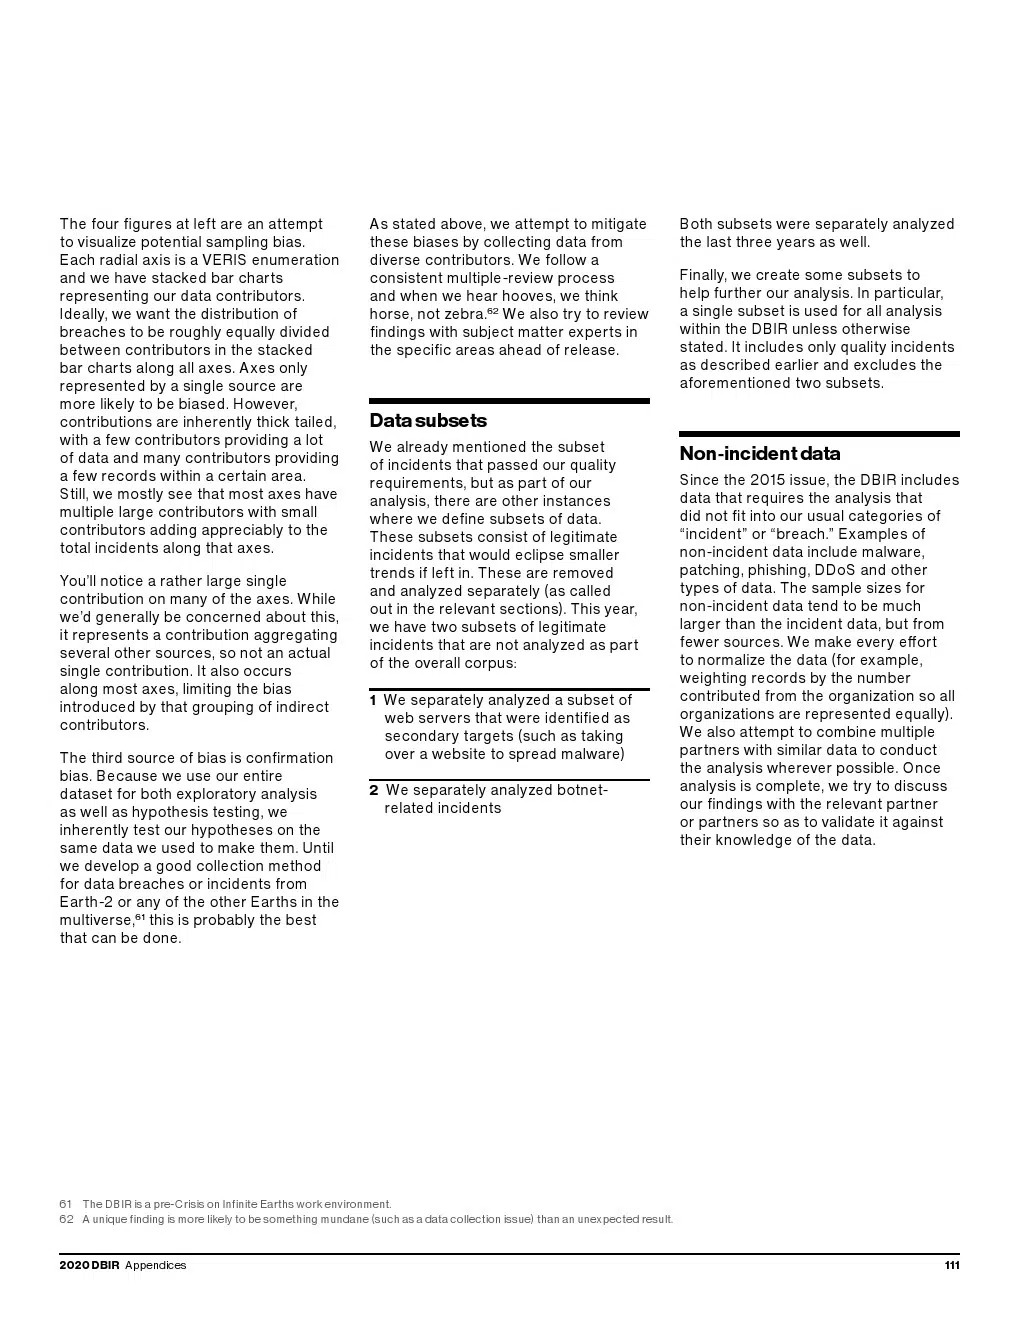 The four figures at left are an attempt
to visualize potential sampling bias.
Each radial axis is a VERIS enumeration
and we have stacked bar charts
representing our data contributors.
Ideally, we want the distribution of
breaches to be roughly equally divided
between contributors in the stacked
bar charts along all axes. Axes only
represented by a single source are
more likely to be biased. However,
contributions are inherently thick tailed,
with a few contributors providing a lot
of data and many contributors providing
a few records within a certain area.
Still, we mostly see that most axes have
multiple large contributors with small
contributors adding appreciably to the
total incidents along that axes.
You’ll notice a rather large single
contribution on many of the axes. While
we’d generally be concerned about this,
it represents a contribution aggregating
several other sources, so not an actual
single contribution. It also occurs
along most axes, limiting the bias
introduced by that grouping of indirect
contributors.
The third source of bias is confirmation
bias. Because we use our entire
dataset for both exploratory analysis
as well as hypothesis testing, we
inherently test our hypotheses on the
same data we used to make them. Until
we develop a good collection method
for data breaches or incidents from
Earth-2 or any of the other Earths in the
multiverse,⁶¹ this is probably the best
that can be done.
As stated above, we attempt to mitigate
these biases by collecting data from
diverse contributors. We follow a
consistent multiple-review process
and when we hear hooves, we think
horse, not zebra.⁶² We also try to review
findings with subject matter experts in
the specific areas ahead of release.
Data subsets
We already mentioned the subset
of incidents that passed our quality
requirements, but as part of our
analysis, there are other instances
where we define subsets of data.
These subsets consist of legitimate
incidents that would eclipse smaller
trends if left in. These are removed
and analyzed separately (as called
out in the relevant sections). This year,
we have two subsets of legitimate
incidents that are not analyzed as part
of the overall corpus:
1 We separately analyzed a subset of
web servers that were identified as
secondary targets (such as taking
over a website to spread malware)
2 We separately analyzed botnet-
related incidents
Both subsets were separately analyzed
the last three years as well.
Finally, we create some subsets to
help further our analysis. In particular,
a single subset is used for all analysis
within the DBIR unless otherwise
stated. It includes only quality incidents
as described earlier and excludes the
aforementioned two subsets.
Non-incident data
Since the 2015 issue, the DBIR includes
data that requires the analysis that
did not fit into our usual categories of
“incident” or “breach.” Examples of
non-incident data include malware,
patching, phishing, DDoS and other
types of data. The sample sizes for
non-incident data tend to be much
larger than the incident data, but from
fewer sources. We make every effort
to normalize the data (for example,
weighting records by the number
contributed from the organization so all
organizations are represented equally).
We also attempt to combine multiple
partners with similar data to conduct
the analysis wherever possible. Once
analysis is complete, we try to discuss
our findings with the relevant partner
or partners so as to validate it against
their knowledge of the data.
61 The DBIR is a pre-Crisis on Infinite Earths work environment.
62 A unique finding is more likely to be something mundane (such as a data collection issue) than an unexpected result.
2020 DBIR Appendices
111